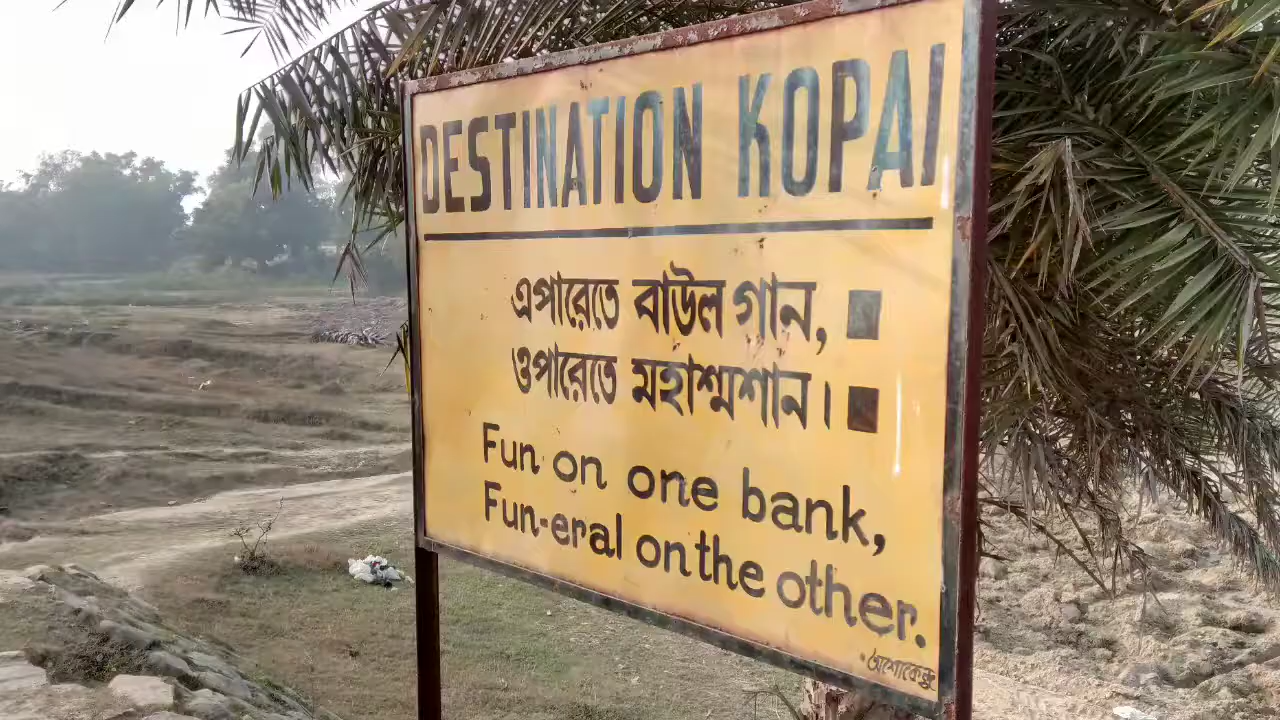 DESTINATION KOPAI
এপারেতে বাউল গান,
ওপারেতে মহাশ্মশান।
Fun on one bank,
Fun-eral on the other.